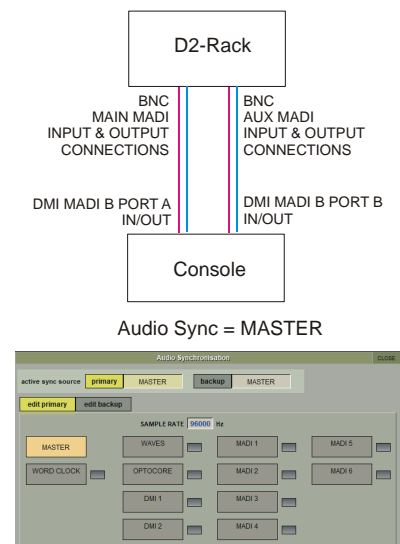 D2-Rack
BNC
MAIN MADI
INPUT & OUTPUT
CONNECTIONS
BNC
AUX MADI
INPUT & OUTPUT
CONNECTIONS
DMI MADI B PORT A
IN/OUT
DMI MADI B PORT B
IN/OUT
Console
Audio Sync = MASTER
Audio Synchronisation
CLOSE
active sync source primary MASTER backup MASTER
edit primary edit backup
SAMPLE RATE 96000 Hz
MASTER WAVES MADI 1 MADI 5
WORD CLOCK OPTOCORE MADI 2 MADI 6
DMI 1 MADI 3
DMI 2 MADI 4